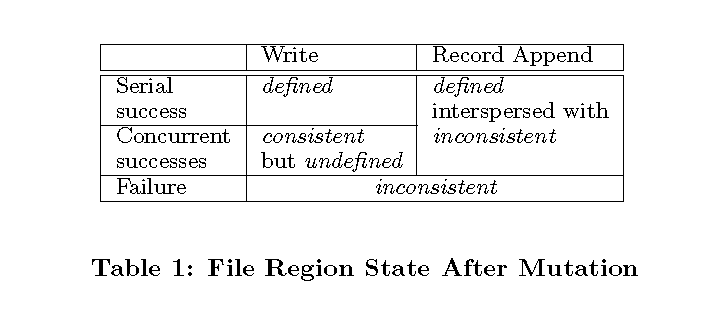 Write Record Append
Serial defined defined
success interspersed with
Concurrent consistent inconsistent
successes but undefined
Failure inconsistent
Table 1: File Region State After Mutation